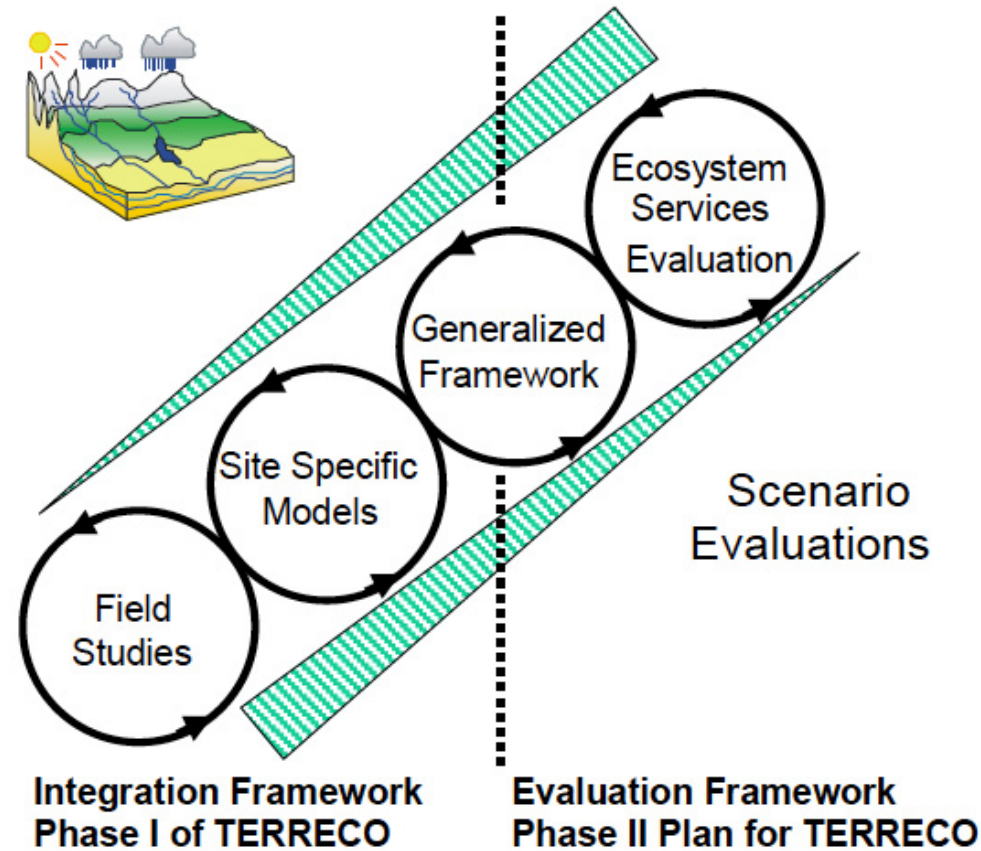 Ecosystem
Services
Evaluation
Generalized
Framework
Site Specific
Models
Field
Studies
Scenario
Evaluations
Integration Framework
Phase I of TERRECO
Evaluation Framework
Phase II Plan for TERRECO